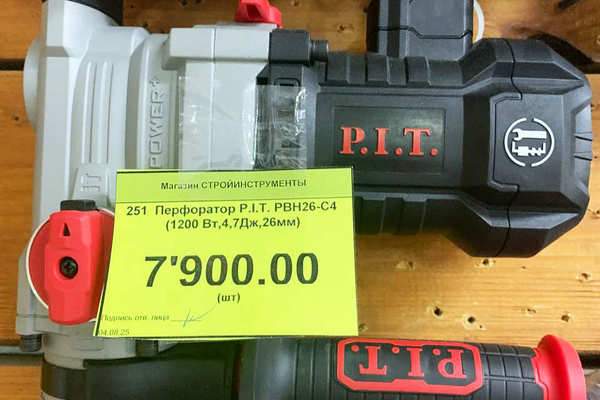 POWER+
P.I.T.
Магазин СТРОЙИНСТРУМЕНТЫ
251 Перфоратор P.I.T. PBH26-C4
(1200 Вт,4,7Дж,26мм)
7'900.00
(шт)
Подпись отв. лица
04.08.25
P.I.T.